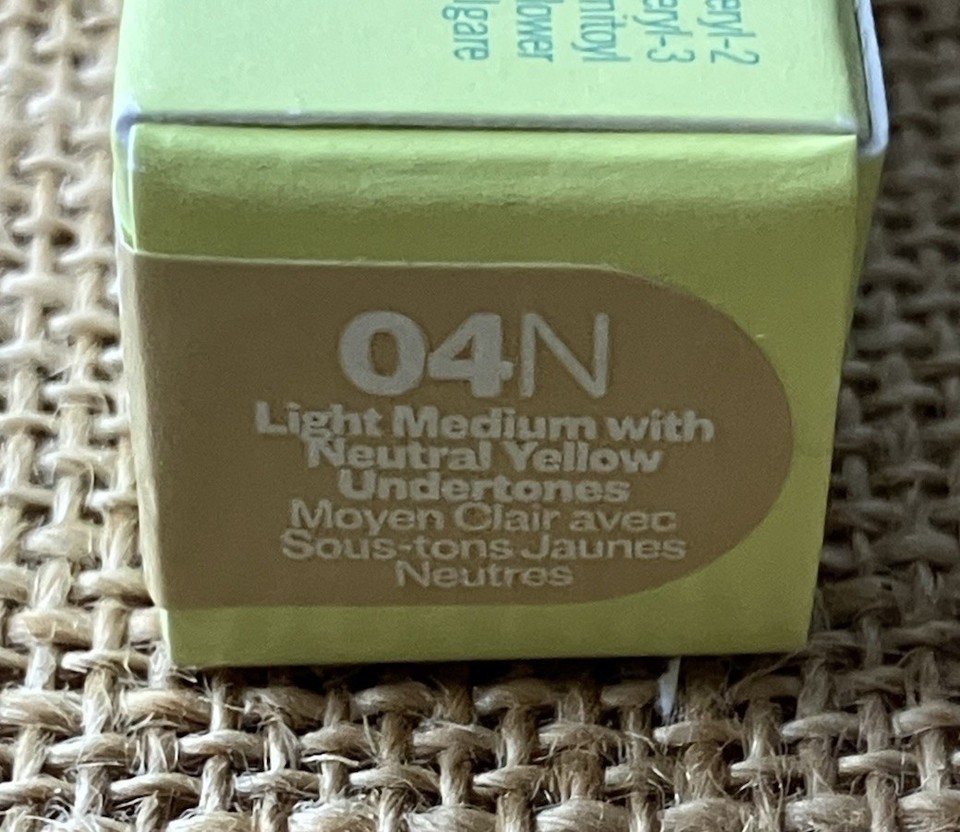 04N
Light Medium with
Neutral Yellow
Undertones
Moyen Clair avec
Sous-tons Jaunes
Neutres